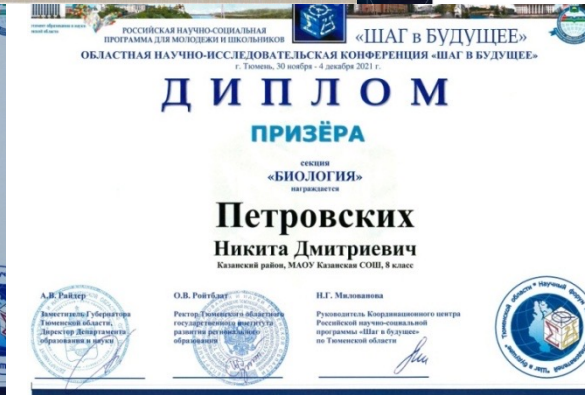 РОССИЙСКАЯ НАУЧНО-СОЦИАЛЬНАЯ
ПРОГРАММА ДЛЯ МОЛОДЕЖИ И ШКОЛЬНИКОВ
«ШАГ в БУДУЩЕЕ»
ОБЛАСТНАЯ НАУЧНО-ИССЛЕДОВАТЕЛЬСКАЯ КОНФЕРЕНЦИЯ «ШАГ В БУДУЩЕЕ»
г. Тюмень, 30 ноября - 4 декабря 2021 г.
ДИПЛОМ
ПРИЗЁРА
секция
«БИОЛОГИЯ»
награждается
Петровских
Никита Дмитриевич
Казанский район, МАОУ Казанская СОШ, 8 класс
А.В. Райдер
Заместитель Губернатора
Тюменской области,
Директор Департамента
образования и науки
О.В. Ройтблат
Ректор Тюменского областного
государственного института
развития регионального
образования
Н.Г. Милованова
Руководитель Координационного центра
Российской научно-социальной
программы «Шаг в будущее»
по Тюменской области